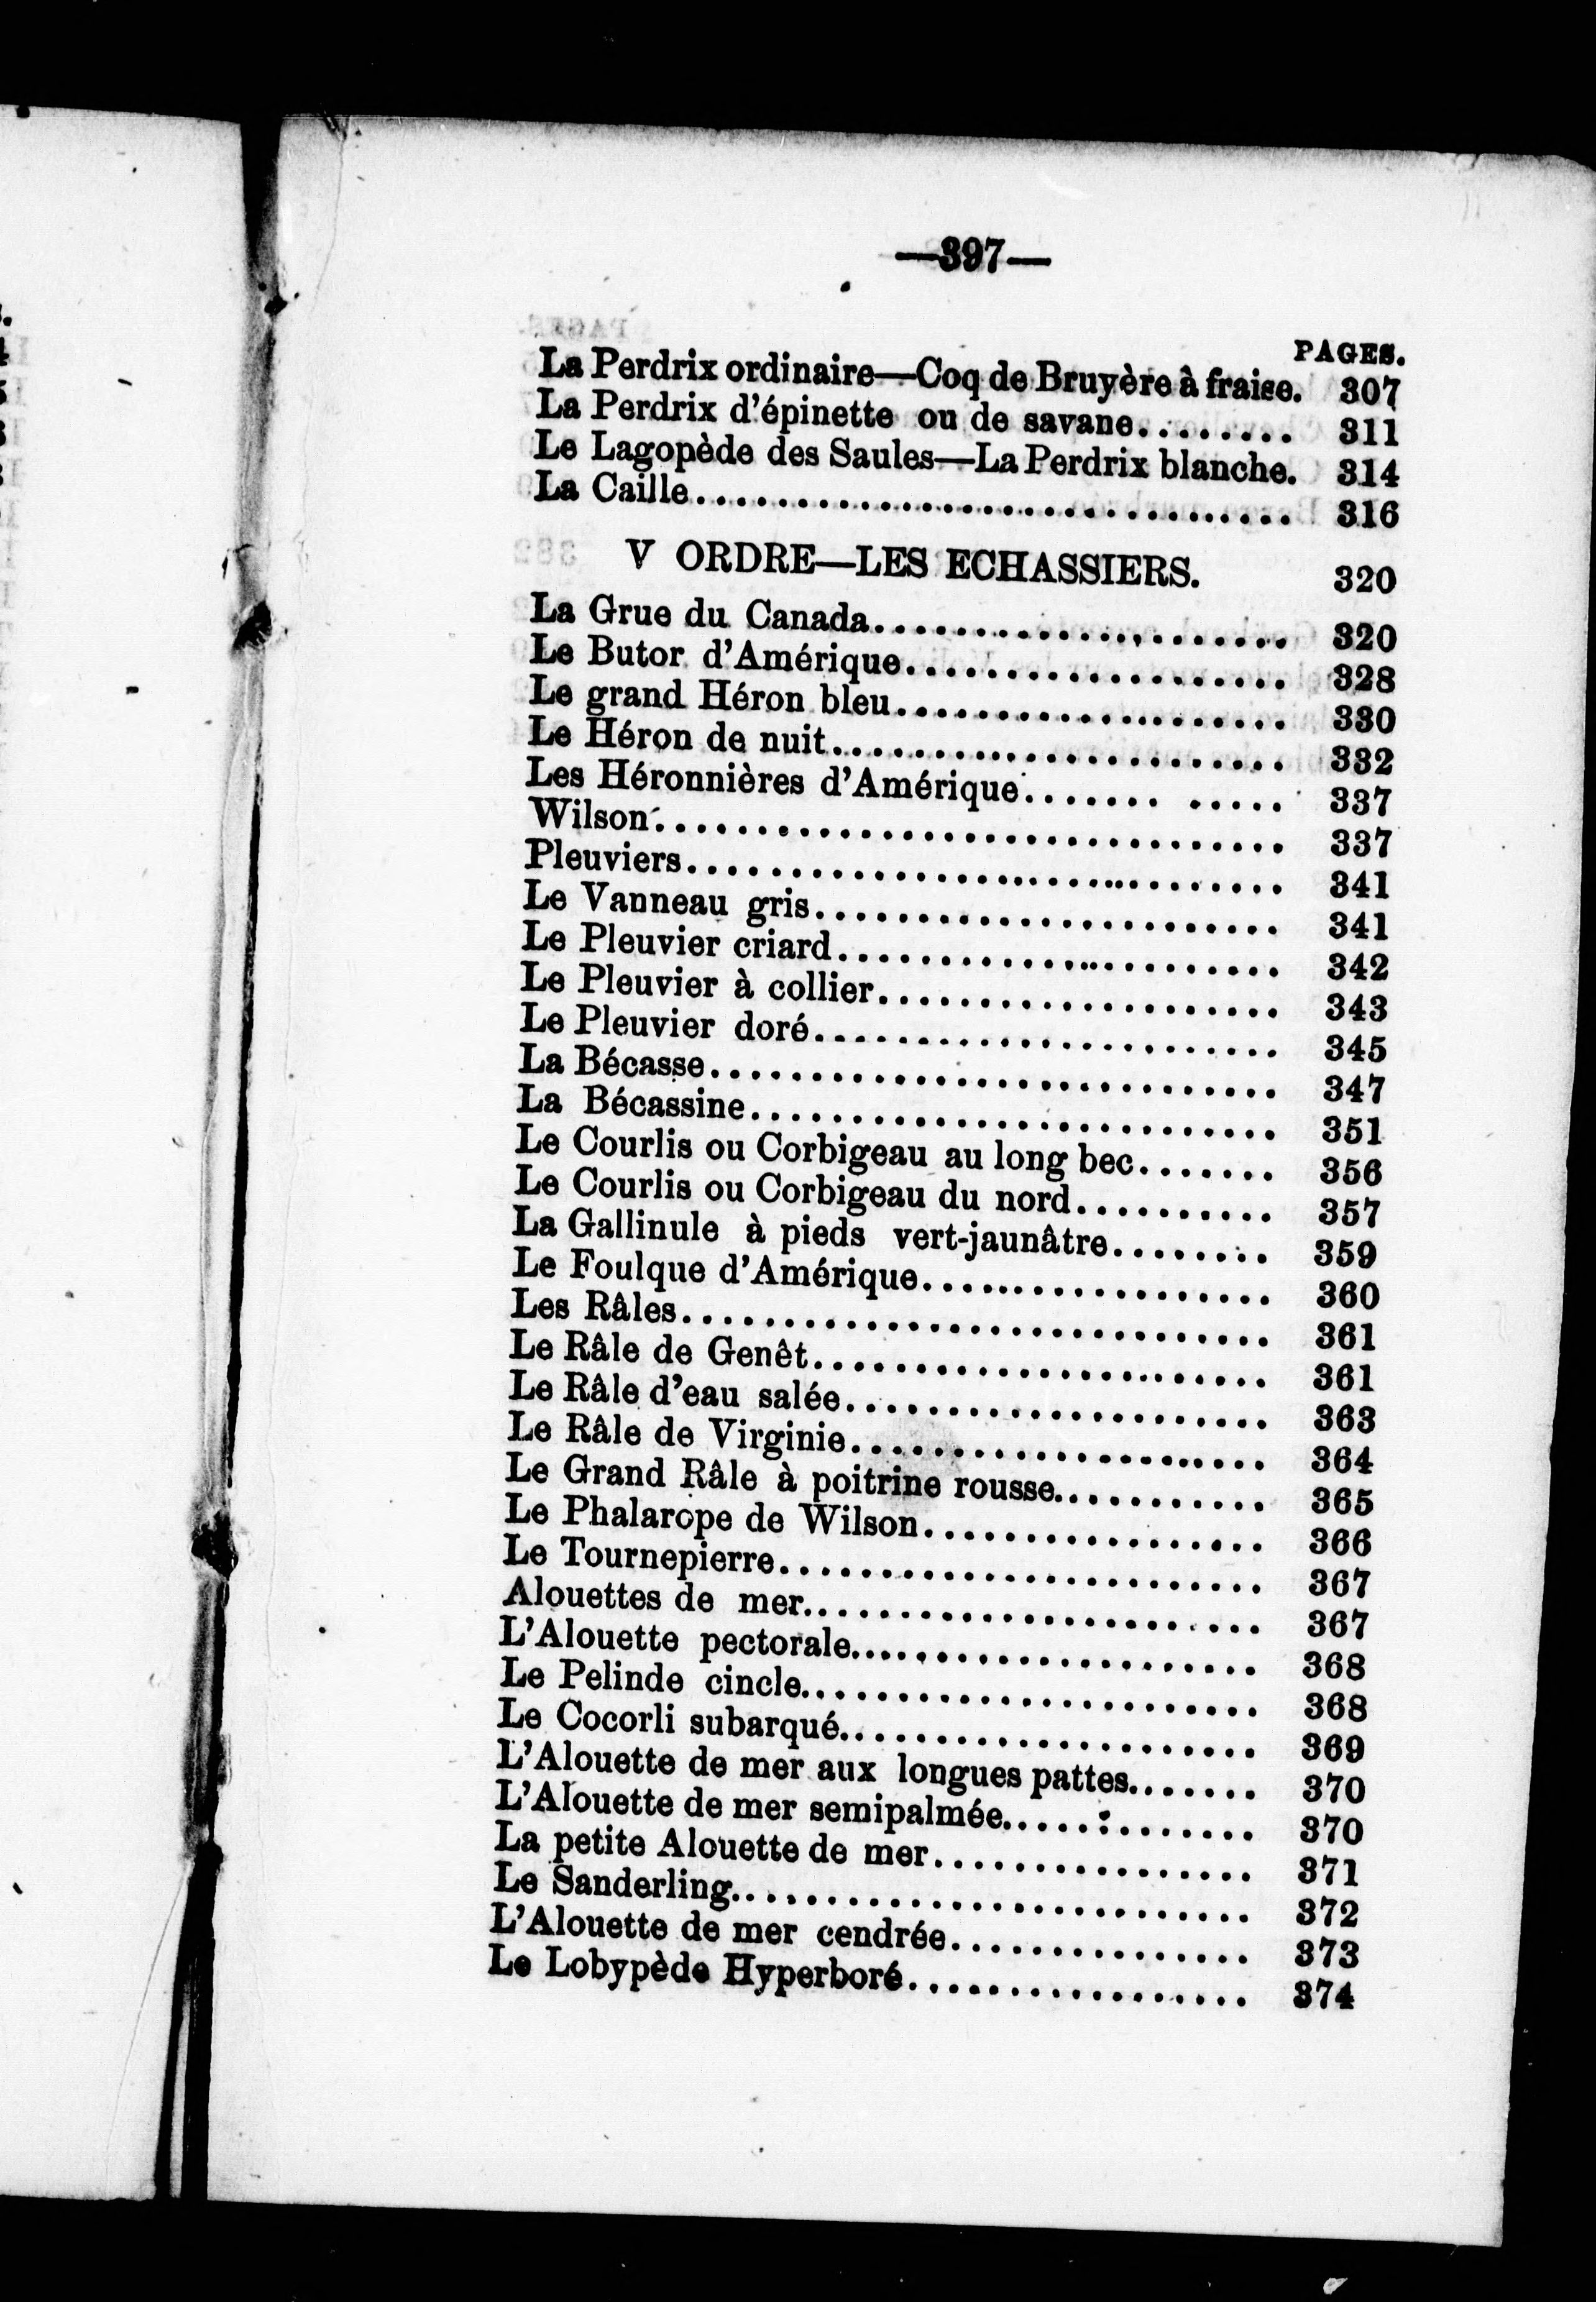 —397—
PAGES.
La Perdrix ordinaire—Coq de Bruyère à fraise. 307
La Perdrix d'épinette ou de savane........ 311
Le Lagopède des Saules—La Perdrix blanche. 314
La Caille.............................. 316
V ORDRE—LES ECHASSIERS. 320
La Grue du Canada..................... 320
Le Butor d'Amérique................... 328
Le grand Héron bleu................... 330
Le Héron de nuit....................... 332
Les Héronnières d'Amérique....... ..... 337
Wilson............................... 337
Pleuviers.............................. 341
Le Vanneau gris....................... 341
Le Pleuvier criard...................... 342
Le Pleuvier à collier.................... 343
Le Pleuvier doré....................... 345
La Bécasse............................ 347
La Bécassine.......................... 351
Le Courlis ou Corbigeau au long bec....... 356
Le Courlis ou Corbigeau du nord.......... 357
La Gallinule à pieds vert-jaunâtre........ 359
Le Foulque d'Amérique.................. 360
Les Râles............................. 361
Le Râle de Genêt....................... 361
Le Râle d'eau salée..................... 363
Le Râle de Virginie..................... 364
Le Grand Râle à poitrine rousse........... 365
Le Phalarope de Wilson................. 366
Le Tournepierre........................ 367
Alouettes de mer....................... 367
L'Alouette pectorale.................... 368
Le Pelinde cincle....................... 368
Le Cocorli subarqué..................... 369
L'Alouette de mer aux longues pattes....... 370
L'Alouette de mer semipalmée............. 370
La petite Alouette de mer................ 371
Le Sanderling.......................... 372
L'Alouette de mer cendrée............... 373
Le Lobypède Hyperboré................. 374